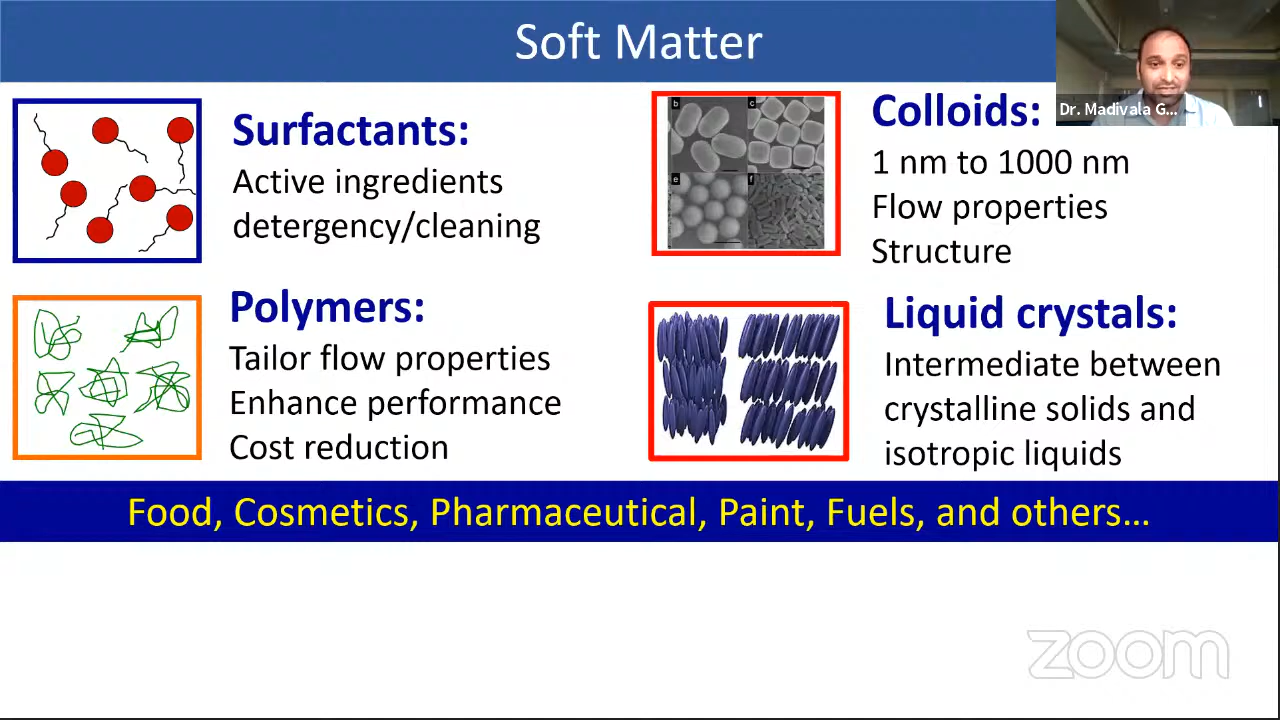 Soft Matter
Dr. Madivala G...
Surfactants:
Active ingredients
detergency/cleaning
b
c
e
f
Colloids:
1 nm to 1000 nm
Flow properties
Structure
Polymers:
Tailor flow properties
Enhance performance
Cost reduction
Liquid crystals:
Intermediate between
crystalline solids and
isotropic liquids
Food, Cosmetics, Pharmaceutical, Paint, Fuels, and others...
zoom